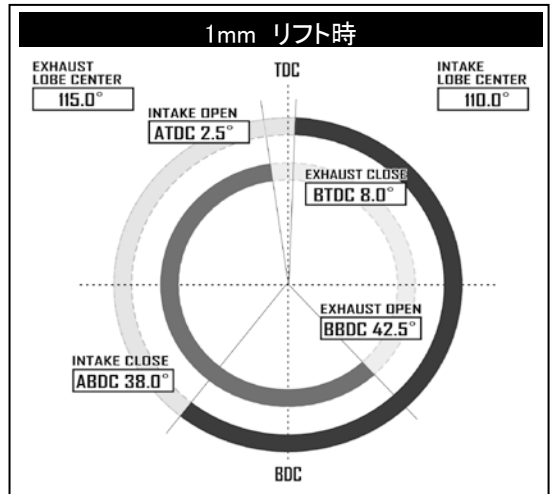 1mm リフト時
EXHAUST
LOBE CENTER
115.0°
TDC
INTAKE
LOBE CENTER
110.0°
INTAKE OPEN
ATDC 2.5°
EXHAUST CLOSE
BTDC 8.0°
EXHAUST OPEN
BBDC 42.5°
INTAKE CLOSE
ABDC 38.0°
BDC